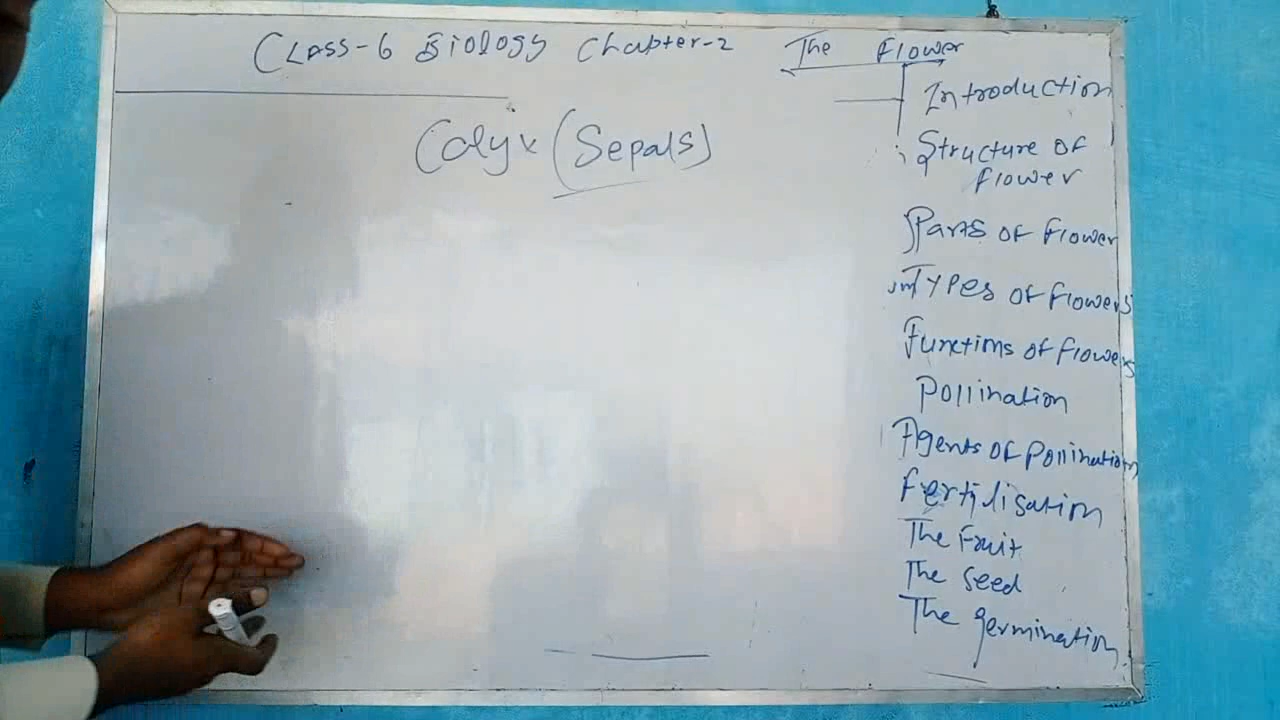 Class-6 Biology Chapter-2 The Flower
Calyx (Sepals)
Introduction
Structure of
flower
Parts of flower
Types of flowers
Functions of flowers
Pollination
Agents of pollination
Fertilisation
The Fruit
The Seed
The germination